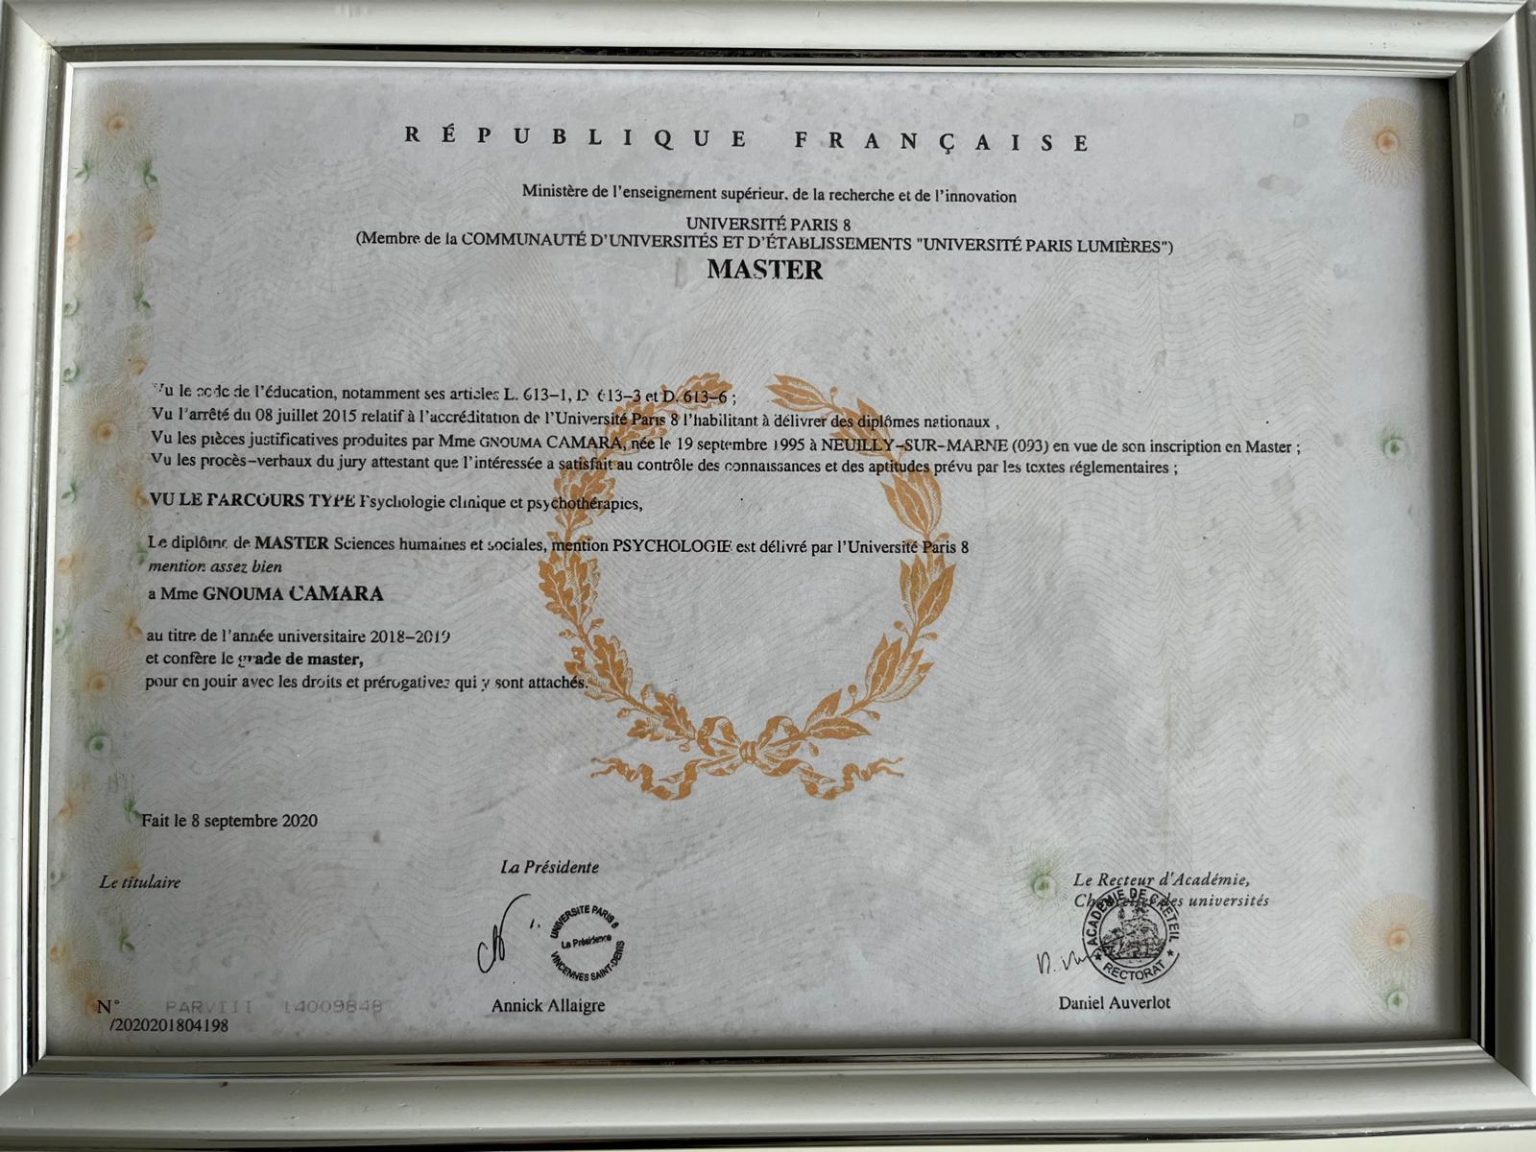 RÉPUBLIQUE FRANÇAISE
Ministère de l'enseignement supérieur, de la recherche et de l'innovation
UNIVERSITÉ PARIS 8
(Membre de la COMMUNAUTÉ D'UNIVERSITÉS ET D'ÉTABLISSEMENTS "UNIVERSITÉ PARIS LUMIÈRES")
MASTER
Vu le code de l'éducation, notamment ses articles L. 613-1, D 613-3 et D. 613-6 ;
Vu l'arrêté du 08 juillet 2015 relatif à l'accréditation de l'Université Paris 8 l'habilitant à délivrer des diplômes nationaux ,
Vu les pièces justificatives produites par Mme GNOUMA CAMARA, née le 19 septembre 1995 à NEUILLY-SUR-MARNE (093) en vue de son inscription en Master ;
Vu les procès-verbaux du jury attestant que l'intéressée a satisfait au contrôle des connaissances et des aptitudes prévu par les textes réglementaires ;
VU LE PARCOURS TYPE Psychologie clinique et psychothérapies,
Le diplôme de MASTER Sciences humaines et sociales, mention PSYCHOLOGIE est délivré par l'Université Paris 8
mention assez bien
a Mme GNOUMA CAMARA
au titre de l'année universitaire 2018-2019
et confère le grade de master,
pour en jouir avec les droits et prérogatives qui y sont attachés.
Fait le 8 septembre 2020
La Présidente
Le titulaire
Le Recteur d'Académie,
Chancelier des universités
UNIVERSITE PARIS 8
La Présidence
VINCENNES SAINT-DENIS
ACADÉMIE DE CRETEIL
RECTORAT
Annick Allaigre
Daniel Auverlot
N° PARVIII 14009848
/2020201804198